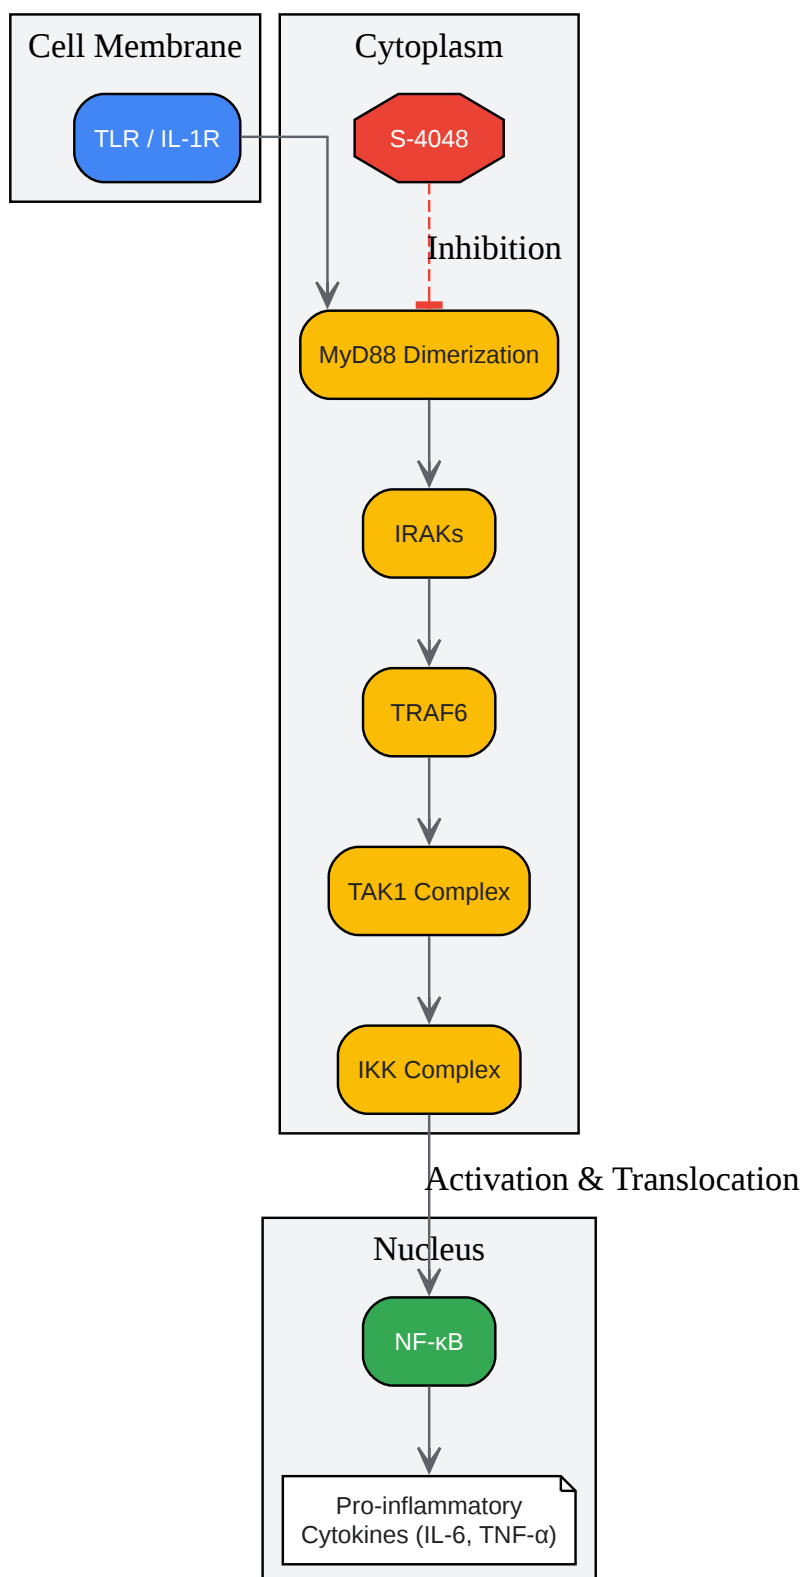 Cell Membrane
Cytoplasm
TLR / IL-1R
S-4048
Inhibition
MyD88 Dimerization
IRAKs
TRAF6
TAK1 Complex
IKK Complex
Activation & Translocation
Nucleus
NF-κB
Pro-inflammatory
Cytokines (IL-6, TNF-α)